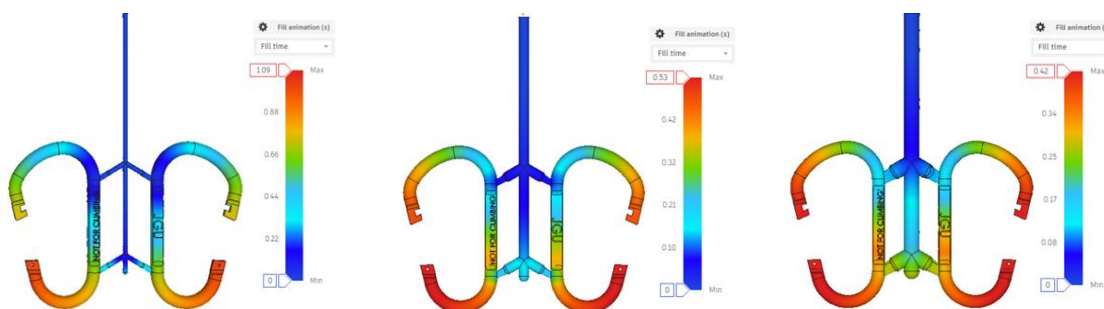 Fill animation (s)
Fill time
1.09
Max
0.88
0.66
0.44
0.22
0
Min
NOT FOR CLIMBING
JGU
Fill animation (s)
Fill time
0.53
Max
0.42
0.32
0.21
0.10
0
Min
NOT FOR CLIMBING
JGU
Fill animation (s)
Fill time
0.42
Max
0.34
0.25
0.17
0.08
0
Min
NOT FOR CLIMBING
JGU